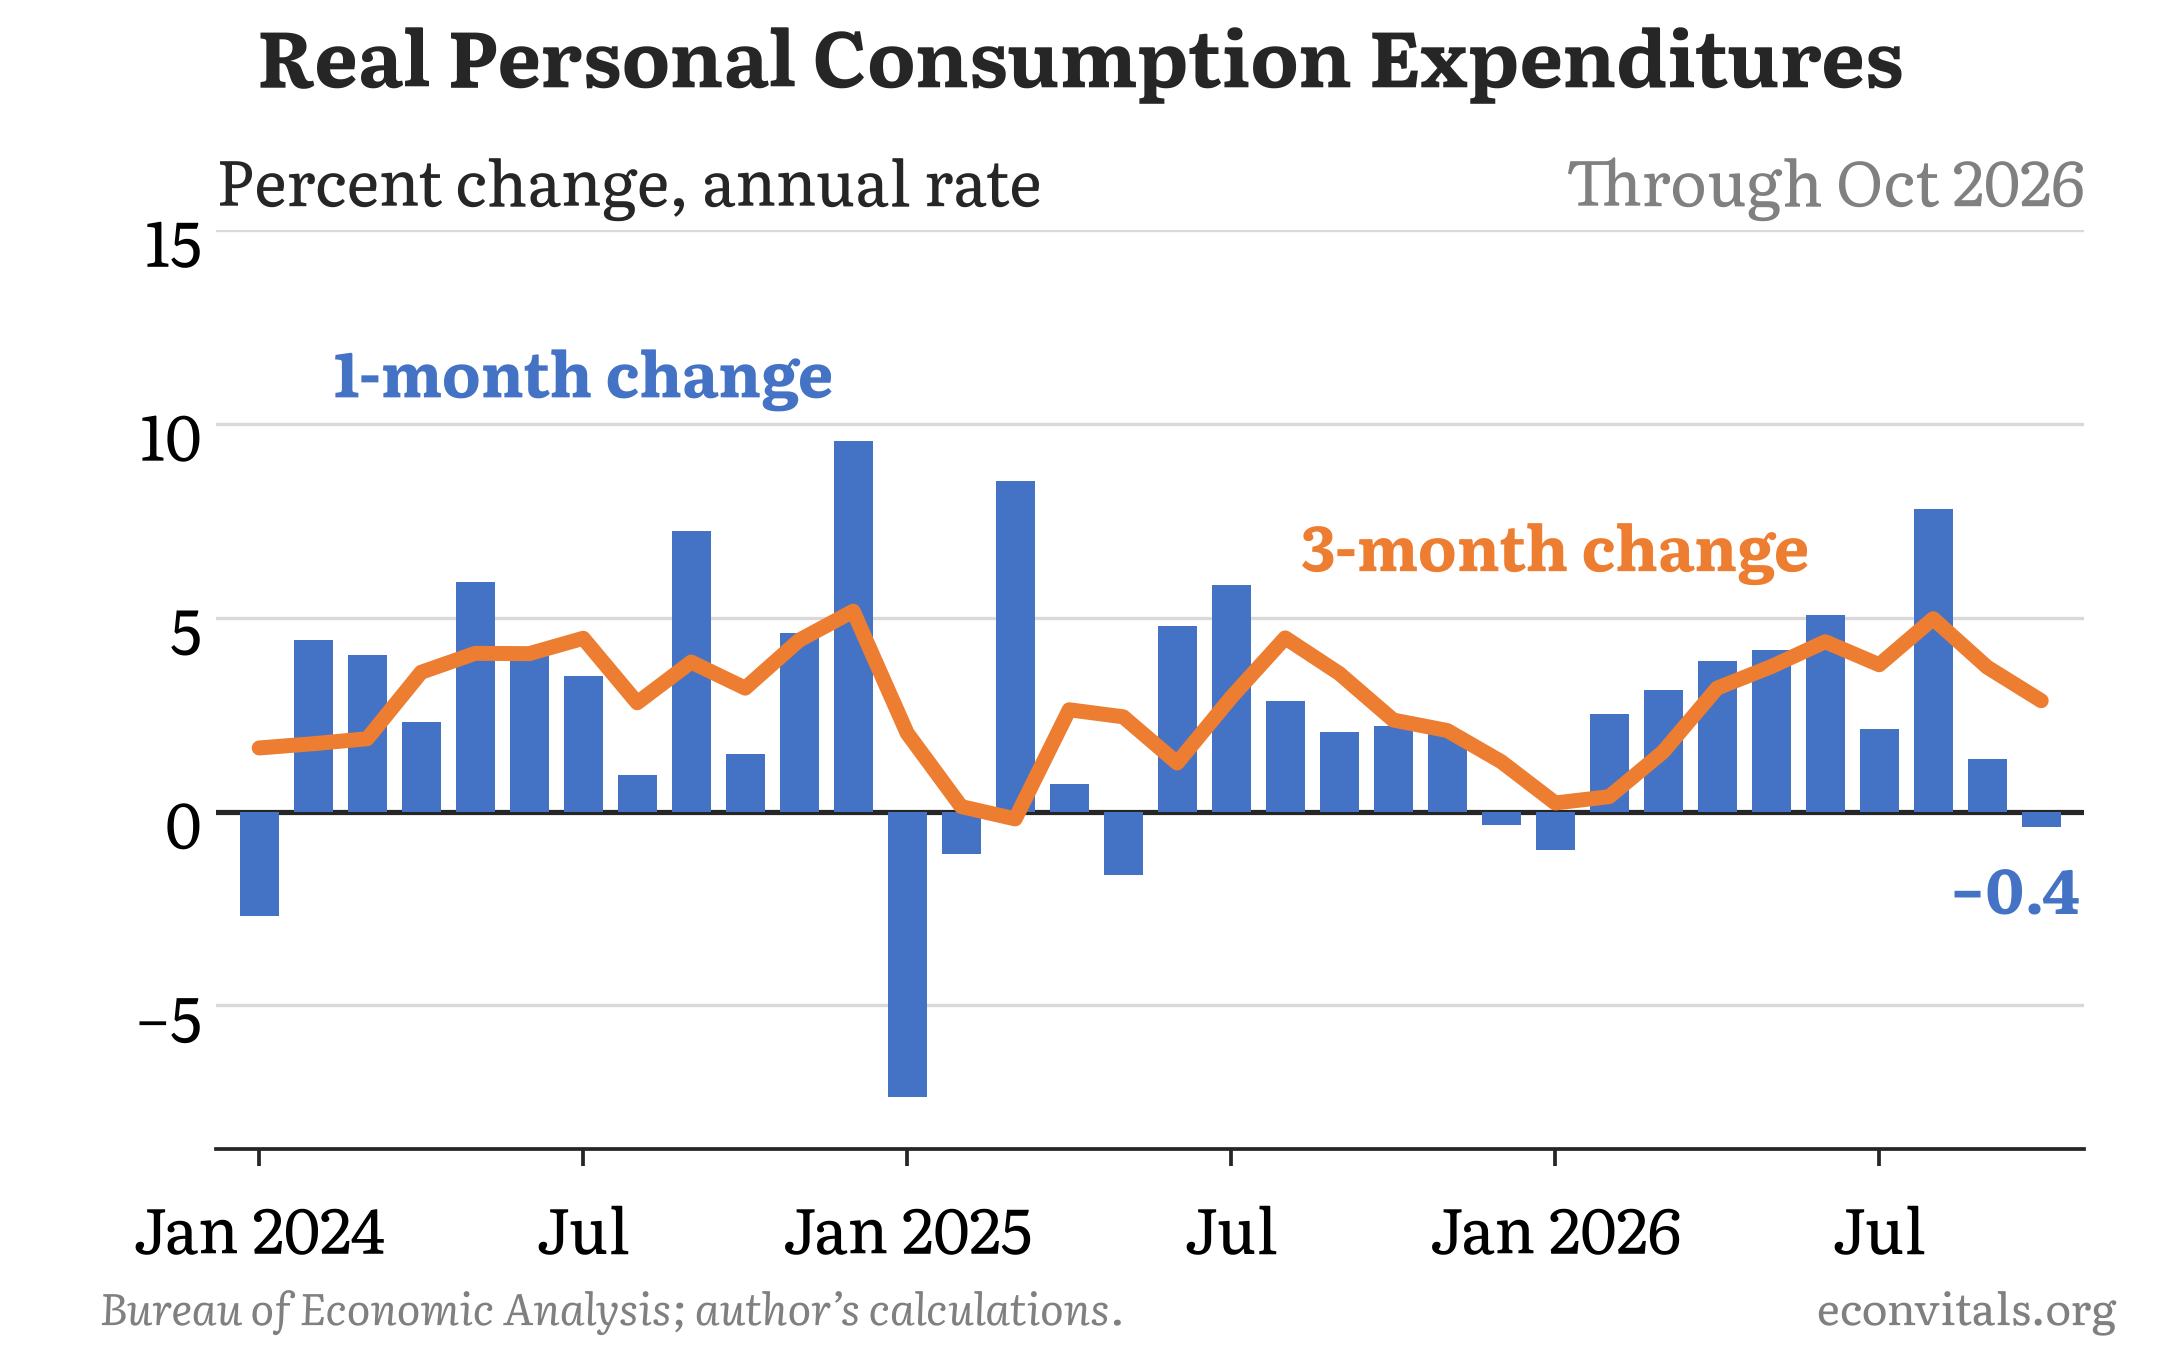 Real Personal Consumption Expenditures
Percent change, annual rate
Through Oct 2026
15
1-month change
10
3-month change
5
0
−0.4
−5
Jan 2024 Jul Jan 2025 Jul Jan 2026 Jul
Bureau of Economic Analysis; author’s calculations.
econvitals.org